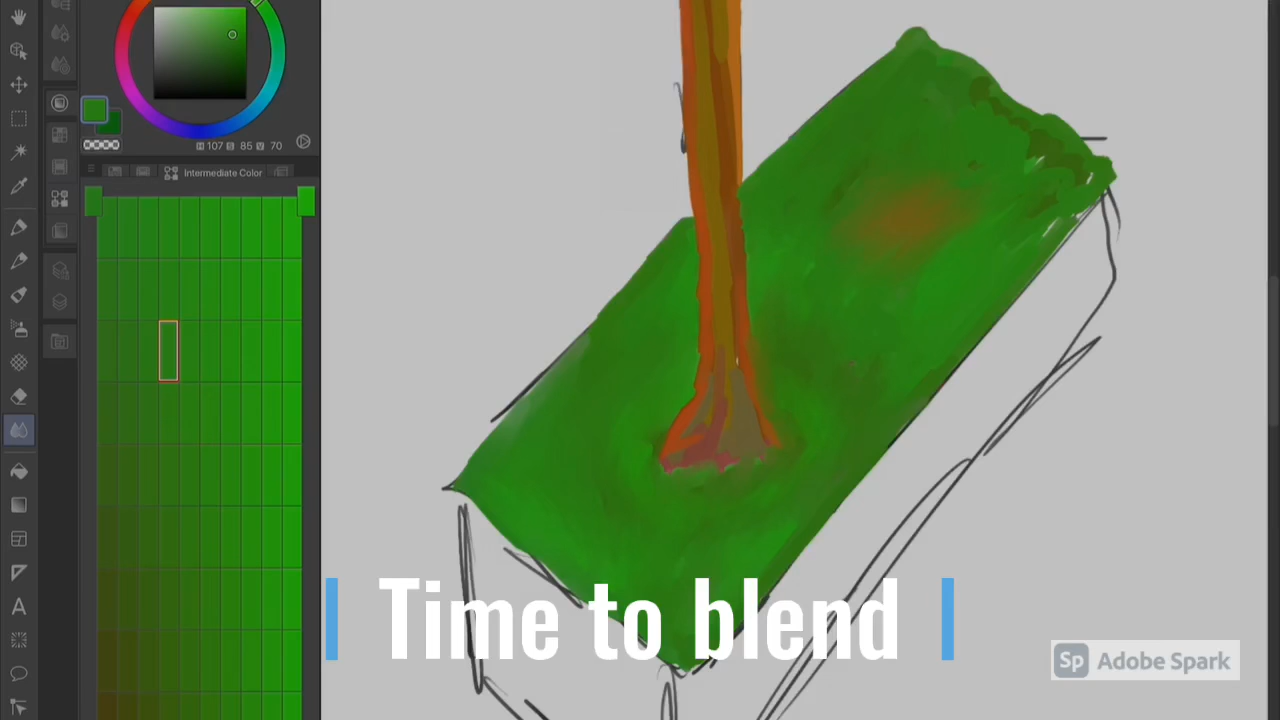 H 107 S 85 V 70
Intermediate Color
A
Time to blend
Sp Adobe Spark